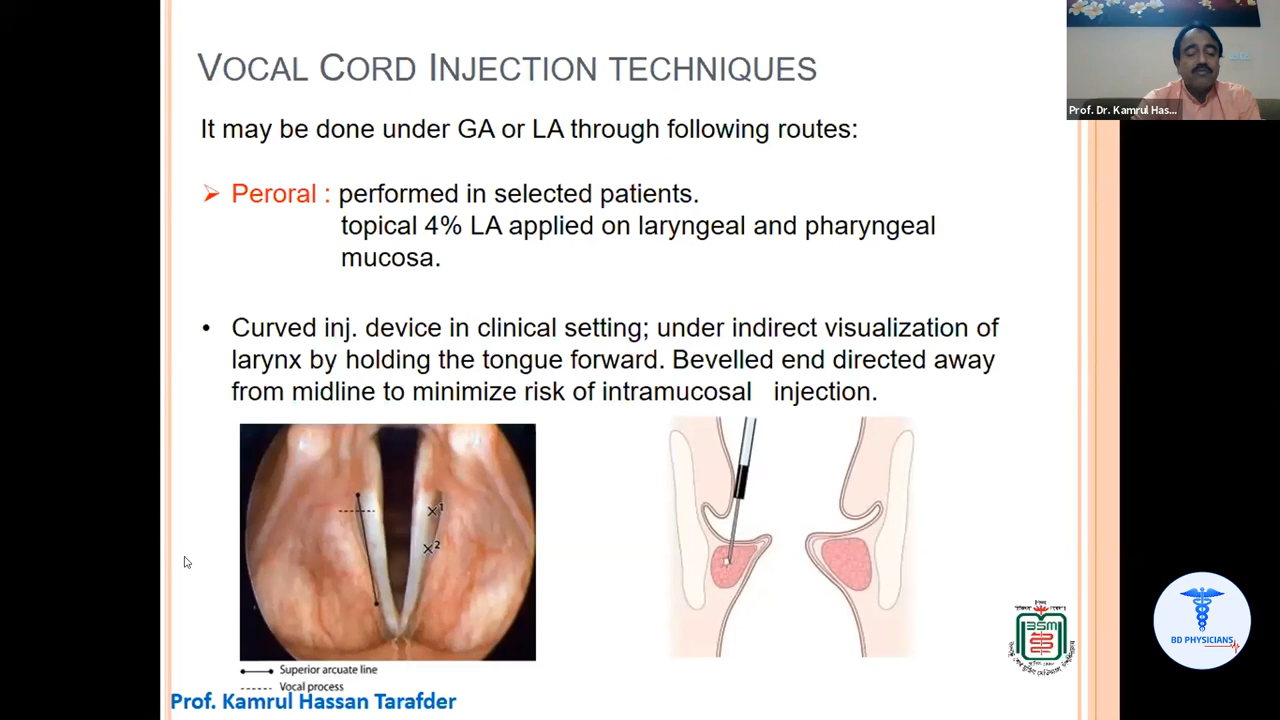 VOCAL CORD INJECTION TECHNIQUES
It may be done under GA or LA through following routes:
Peroral : performed in selected patients.
topical 4% LA applied on laryngeal and pharyngeal
mucosa.
• Curved inj. device in clinical setting; under indirect visualization of
larynx by holding the tongue forward. Bevelled end directed away
from midline to minimize risk of intramucosal injection.
×1
×2
Superior arcuate line
Vocal process
Prof. Kamrul Hassan Tarafder
Prof. Dr. Kamrul Has...
BSM
BD PHYSICIANS